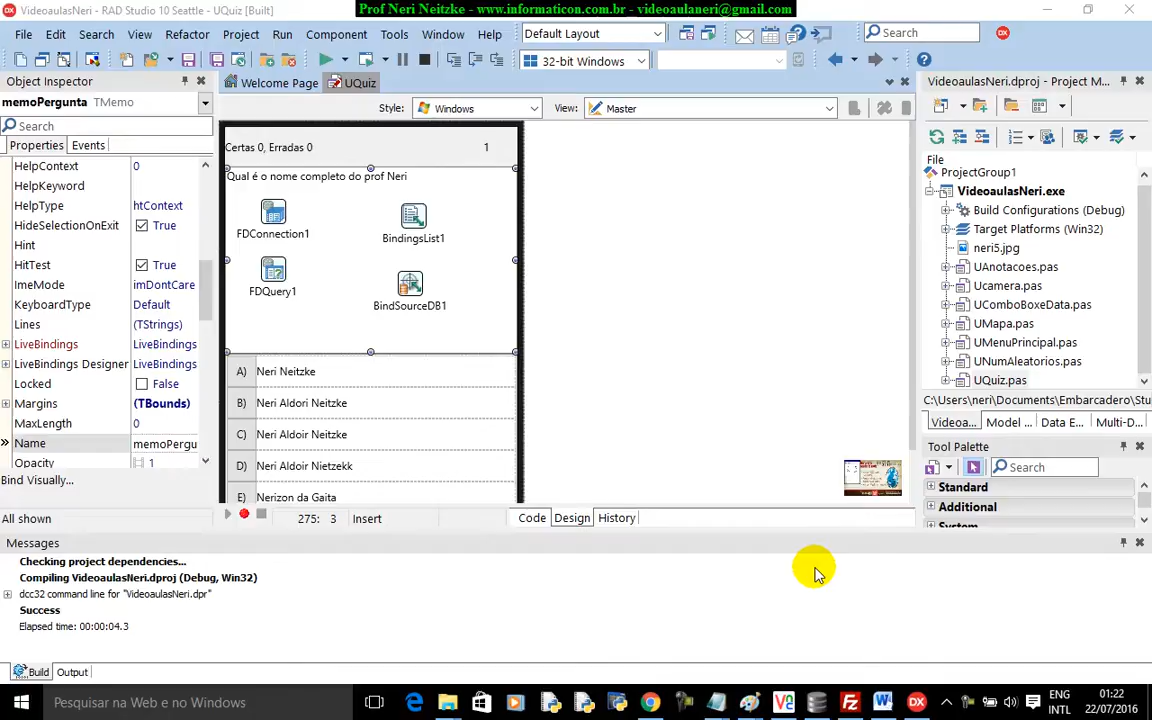 Prof Neri Neitzke - www.informaticon.com.br - videoaulaneri@gmail.com
VideoaulasNeri - RAD Studio 10 Seattle - UQuiz [Built]
File Edit Search View Refactor Project Run Component Tools Window Help
Default Layout
Search
32-bit Windows
Object Inspector
memoPergunta TMemo
Search
Properties Events
HelpContext 0
HelpKeyword
HelpType htContext
HideSelectionOnExit True
Hint
HitTest True
ImeMode imDontCare
KeyboardType Default
Lines (TStrings)
LiveBindings LiveBindings
LiveBindings Designer LiveBindings
Locked False
Margins (TBounds)
MaxLength 0
Name memoPergu
Opacity 1
Bind Visually...
All shown
Welcome Page UQuiz
Style: Windows View: Master
Certas 0, Erradas 0 1
Qual é o nome completo do prof Neri
FDConnection1 BindingsList1
FDQuery1 BindSourceDB1
A) Neri Neitzke
B) Neri Aldori Neitzke
C) Neri Aldoir Neitzke
D) Neri Aldoir Nietzekk
E) Nerizon da Gaita
275: 3 Insert
Code Design History
VideoaulasNeri.dproj - Project M...
File
ProjectGroup1
VideoaulasNeri.exe
Build Configurations (Debug)
Target Platforms (Win32)
neri5.jpg
UAnotacoes.pas
Ucamera.pas
UComboBoxeData.pas
UMapa.pas
UMenuPrincipal.pas
UNumAleatorios.pas
UQuiz.pas
C:\Users\neri\Documents\Embarcadero\Stu
Videoa... Model ... Data E... Multi-D...
Tool Palette
Search
Standard
Additional
System
Messages
Checking project dependencies...
Compiling VideoaulasNeri.dproj (Debug, Win32)
dcc32 command line for "VideoaulasNeri.dpr"
Success
Elapsed time: 00:00:04.3
Build Output
Pesquisar na Web e no Windows
ENG
INTL
01:22
22/07/2016